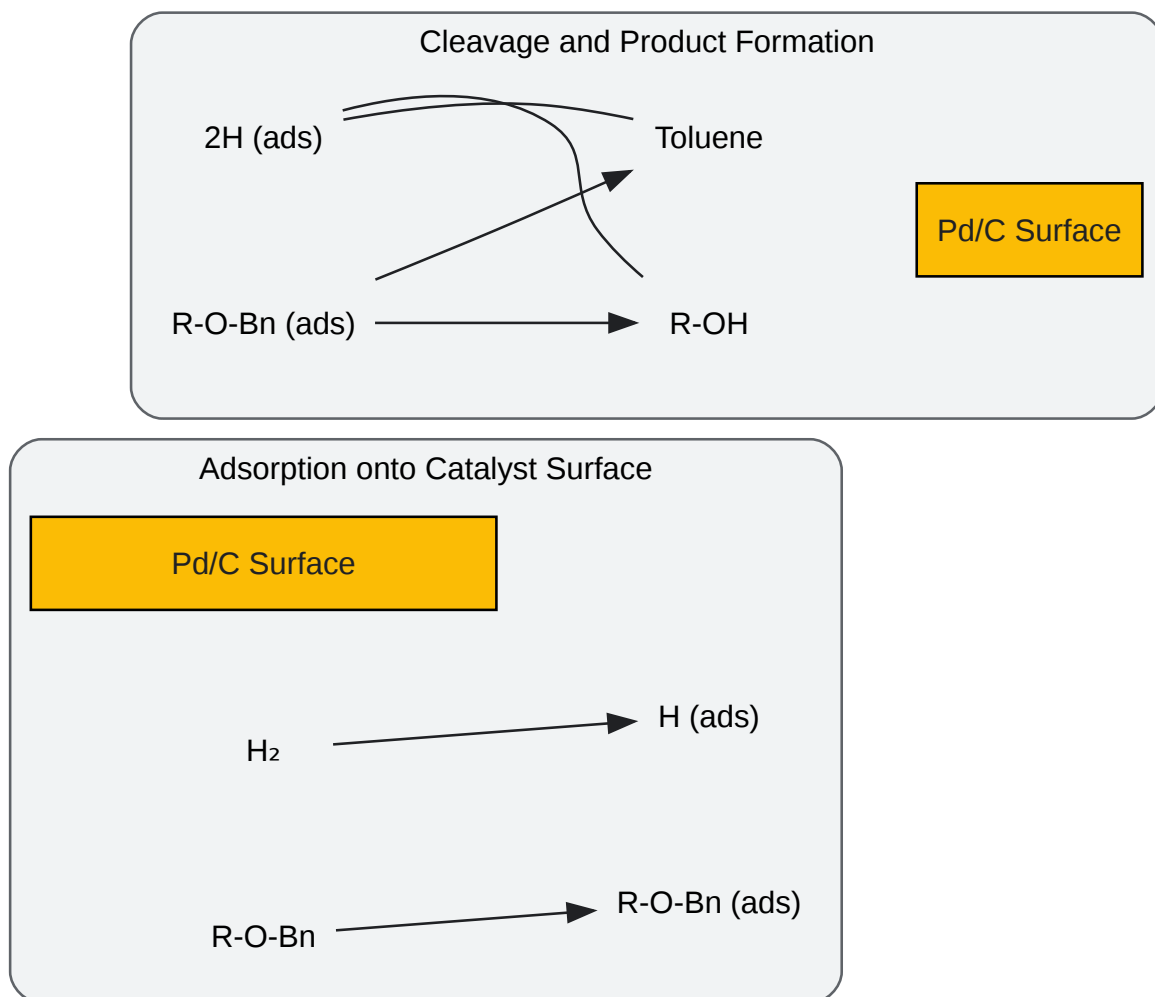 Cleavage and Product Formation
2H (ads)
Toluene
Pd/C Surface
R-O-Bn (ads)
R-OH
Adsorption onto Catalyst Surface
Pd/C Surface
H₂
H (ads)
R-O-Bn
R-O-Bn (ads)